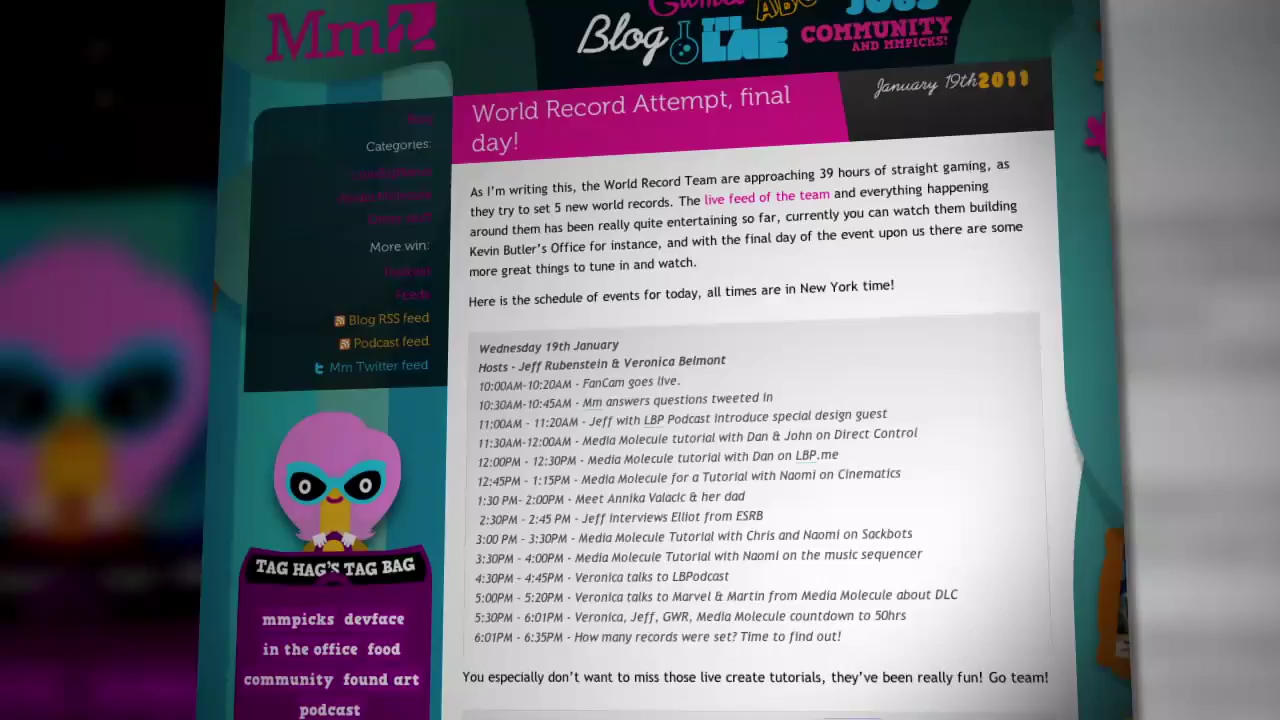 Mm
Blog THE LAB COMMUNITY
AND MMPICKS!
January 19th 2011
World Record Attempt, final
day!
Categories:
More win:
Blog RSS feed
Podcast feed
Mm Twitter feed
As I'm writing this, the World Record Team are approaching 39 hours of straight gaming, as
they try to set 5 new world records. The live feed of the team and everything happening
around them has been really quite entertaining so far, currently you can watch them building
Kevin Butler's Office for instance, and with the final day of the event upon us there are some
more great things to tune in and watch.
Here is the schedule of events for today, all times are in New York time!
Wednesday 19th January
Hosts - Jeff Rubenstein & Veronica Belmont
10:00AM-10:20AM - FanCam goes live.
10:30AM-10:45AM - Mm answers questions tweeted in
11:00AM - 11:20AM - Jeff with LBP Podcast introduce special design guest
11:30AM-12:00AM - Media Molecule tutorial with Dan & John on Direct Control
12:00PM - 12:30PM - Media Molecule tutorial with Dan on LBP.me
12:45PM - 1:15PM - Media Molecule for a Tutorial with Naomi on Cinematics
1:30 PM- 2:00PM - Meet Annika Valacic & her dad
2:30PM - 2:45 PM - Jeff interviews Elliot from ESRB
3:00 PM - 3:30PM - Media Molecule Tutorial with Chris and Naomi on Sackbots
3:30PM - 4:00PM - Media Molecule Tutorial with Naomi on the music sequencer
4:30PM - 4:45PM - Veronica talks to LBPodcast
5:00PM - 5:20PM - Veronica talks to Marvel & Martin from Media Molecule about DLC
5:30PM - 6:01PM - Veronica, Jeff, GWR, Media Molecule countdown to 50hrs
6:01PM - 6:35PM - How many records were set? Time to find out!
You especially don't want to miss those live create tutorials, they've been really fun! Go team!
TAG HAG'S TAG BAG
mmpicks devface
in the office food
community found art
podcast